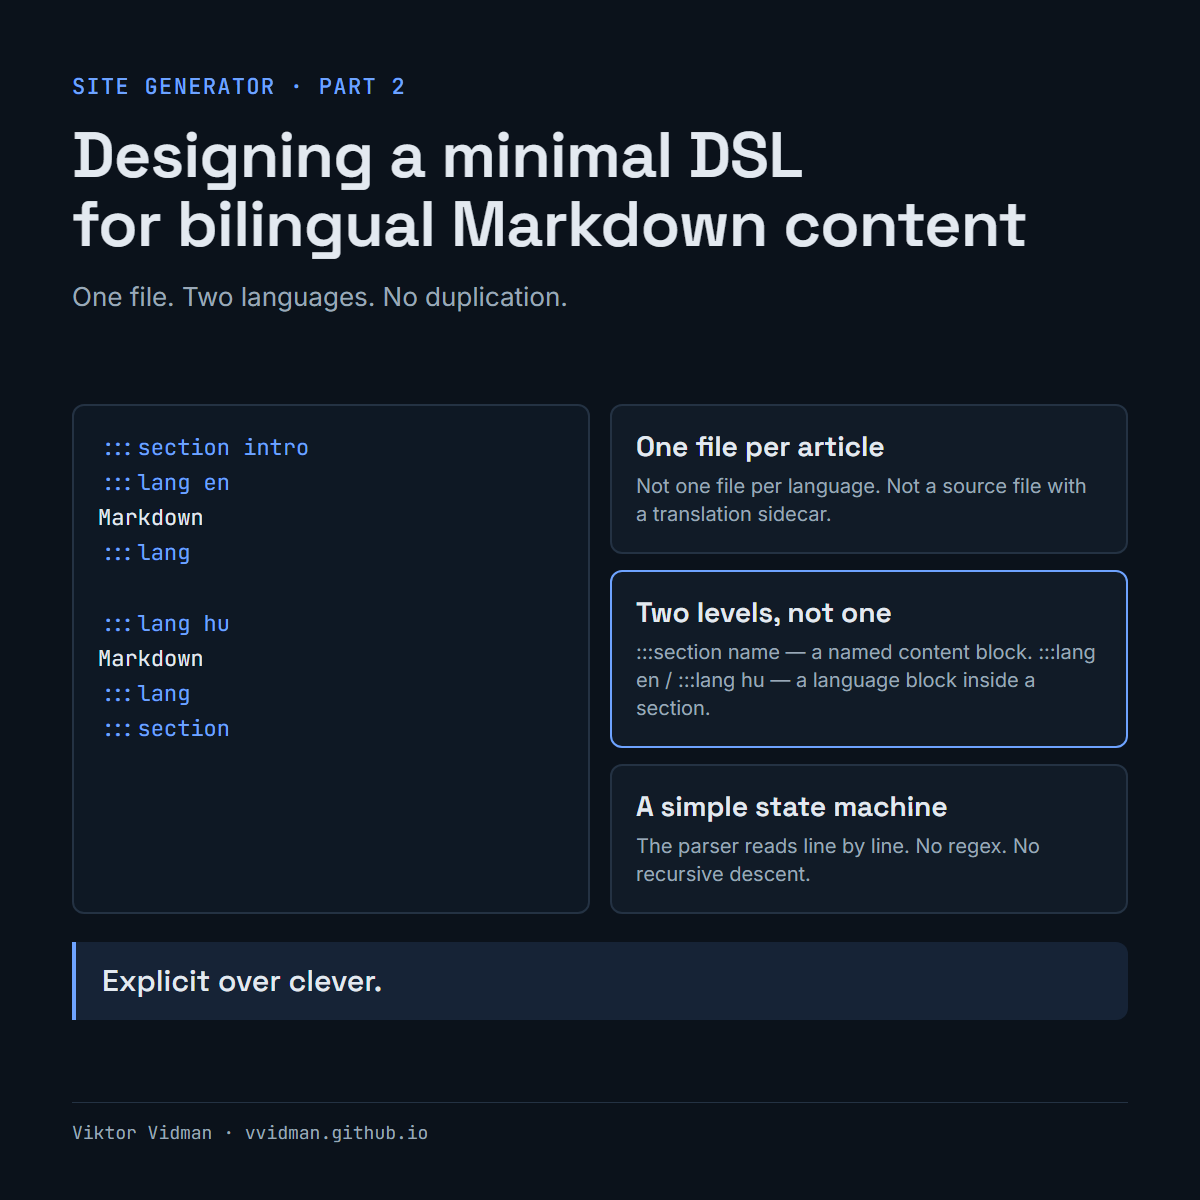 SITE GENERATOR · PART 2
Designing a minimal DSL
for bilingual Markdown content
One file. Two languages. No duplication.
:::section intro
:::lang en
Markdown
:::lang
:::lang hu
Markdown
:::lang
:::section
One file per article
Not one file per language. Not a source file with
a translation sidecar.
Two levels, not one
:::section name — a named content block. :::lang
en / :::lang hu — a language block inside a
section.
A simple state machine
The parser reads line by line. No regex. No
recursive descent.
Explicit over clever.
Viktor Vidman · vvidman.github.io